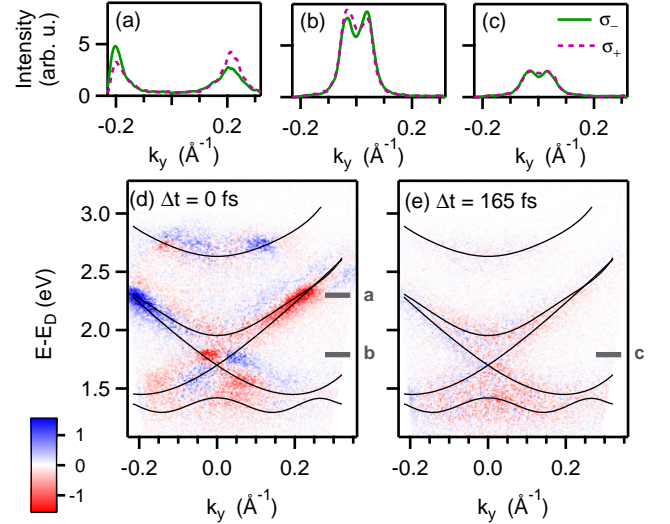 (a)
(b)
(c)
σ₋
σ₊
Intensity
(arb. u.)
5
0
-0.2
0.2
-0.2
0.2
-0.2
0.2
k_y (Å⁻¹)
k_y (Å⁻¹)
k_y (Å⁻¹)
(d) Δt = 0 fs
(e) Δt = 165 fs
E-E_D (eV)
3.0
2.5
2.0
1.5
a
b
c
1
0
-1
-0.2
0.0
0.2
-0.2
0.0
0.2
k_y (Å⁻¹)
k_y (Å⁻¹)